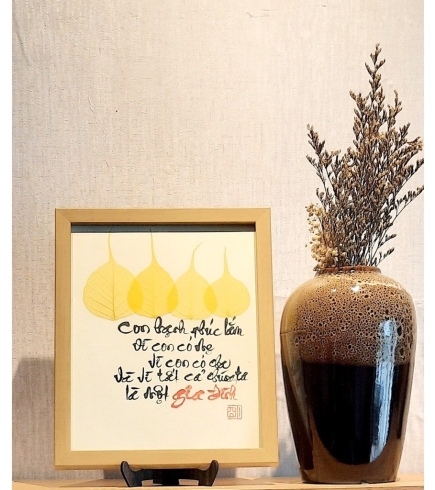 con hạnh phúc lắm
vì con có mẹ
vì con có cha
và vì tất cả chúng ta
là một gia đình